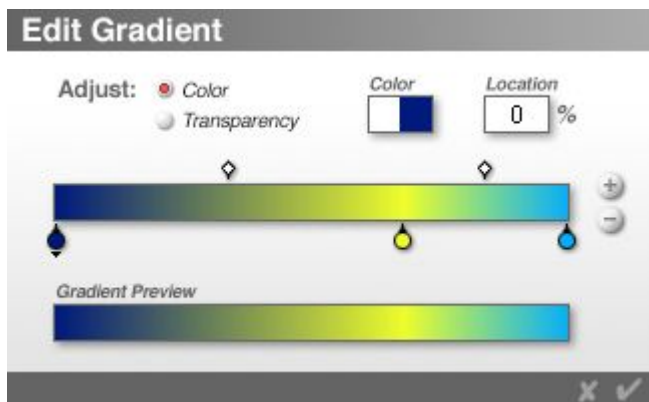 Edit Gradient
Adjust: Color Color Location
0 %
Transparency
Gradient Preview